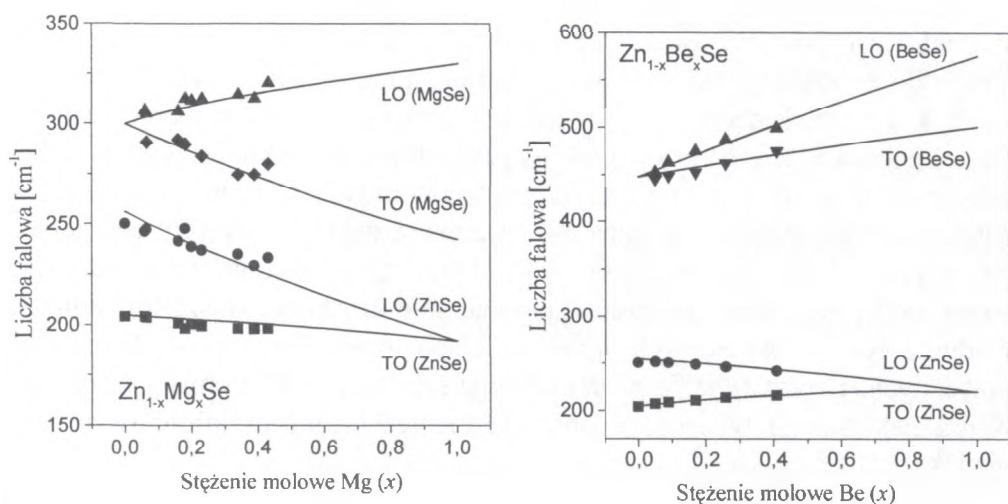 350
300
250
200
150
Liczba falowa [cm⁻¹]
LO (MgSe)
TO (MgSe)
LO (ZnSe)
TO (ZnSe)
Zn₁₋ₓMgₓSe
0,0 0,2 0,4 0,6 0,8 1,0
Stężenie molowe Mg (x)
600
500
400
300
200
Liczba falowa [cm⁻¹]
Zn₁₋ₓBeₓSe
LO (BeSe)
TO (BeSe)
LO (ZnSe)
TO (ZnSe)
0,0 0,2 0,4 0,6 0,8 1,0
Stężenie molowe Be (x)